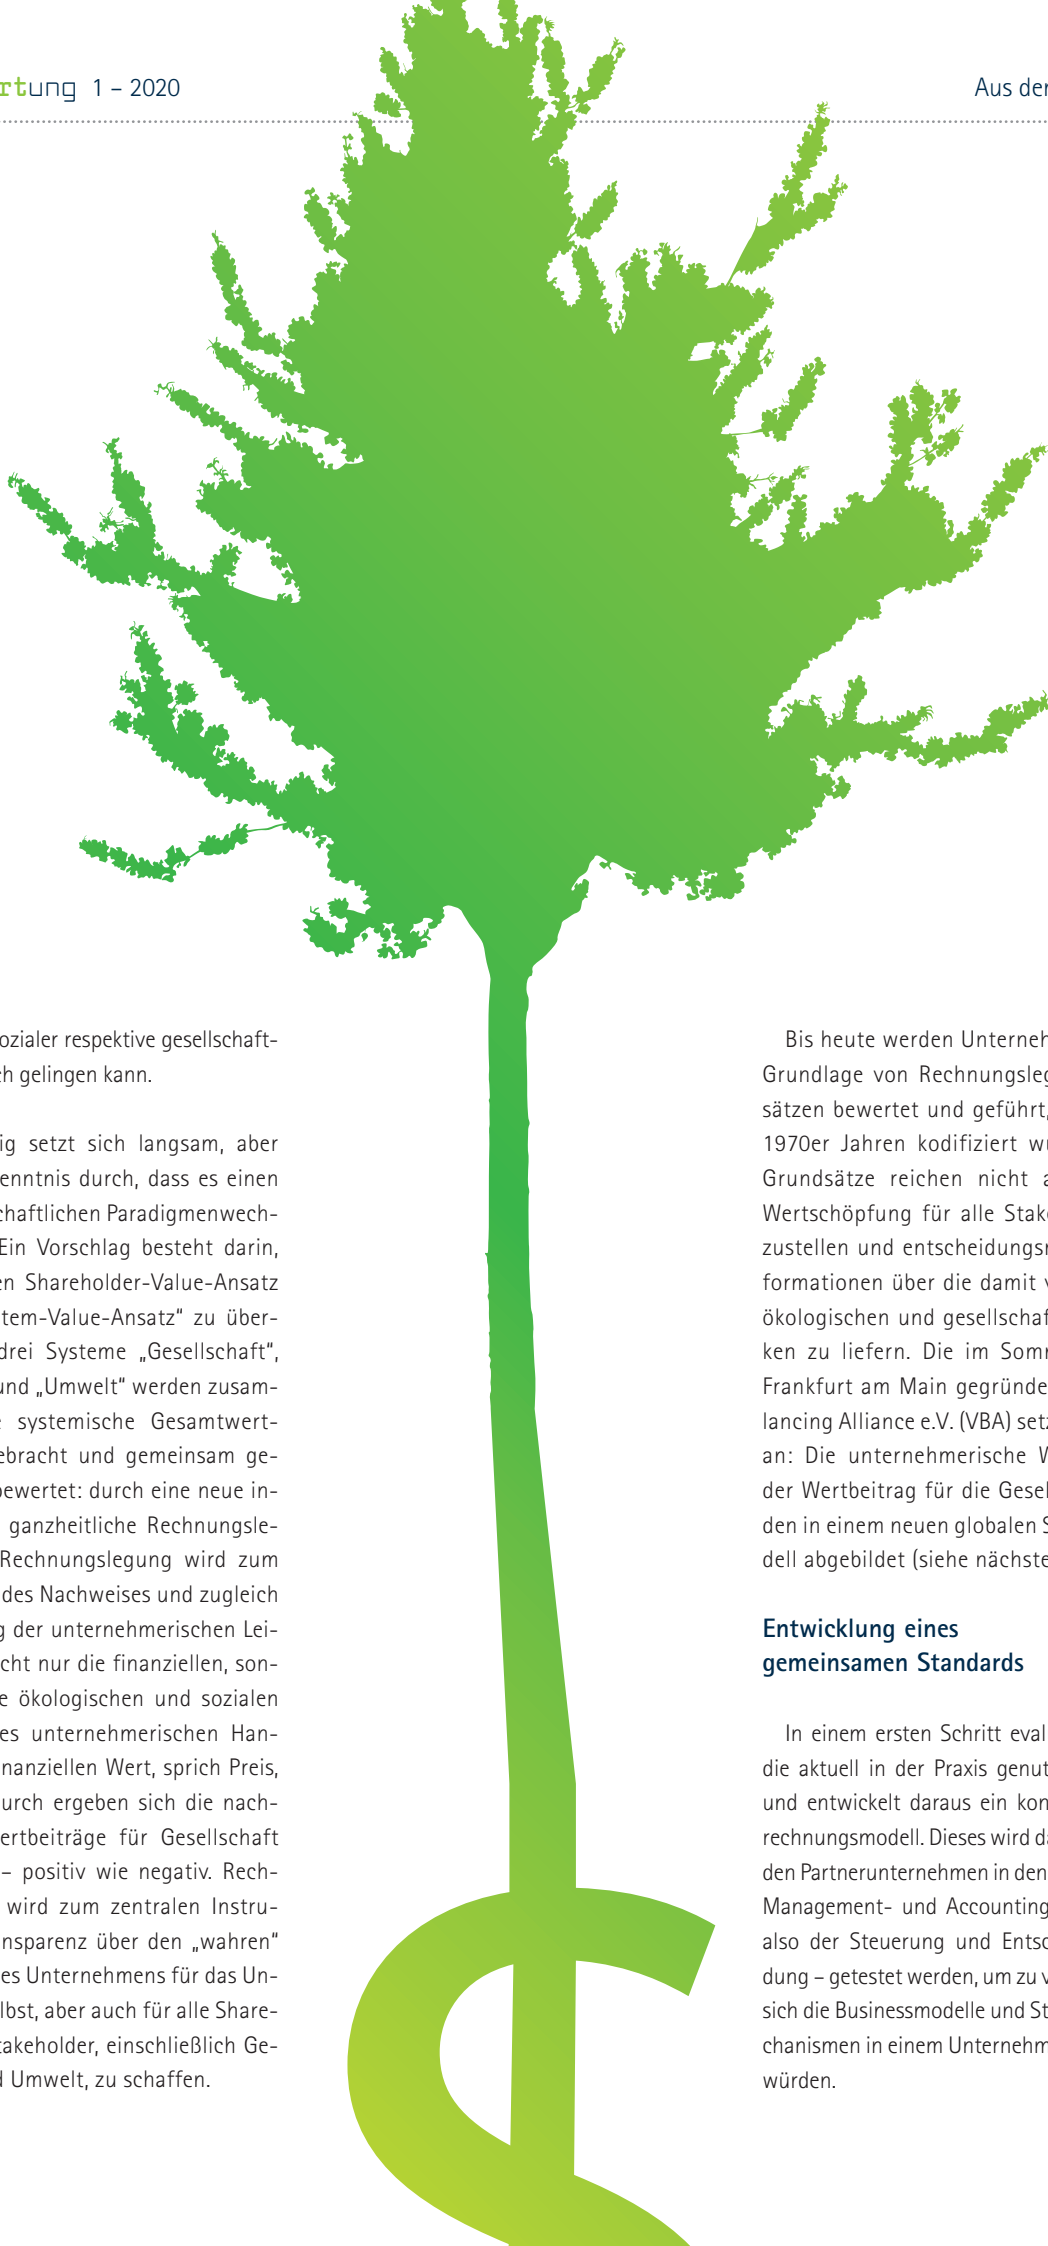 rtung 1 – 2020
Aus der
ozialer respektive gesellschaft-
ch gelingen kann.
ig setzt sich langsam, aber
enntnis durch, dass es einen
chaftlichen Paradigmenwech-
Ein Vorschlag besteht darin,
en Shareholder-Value-Ansatz
tem-Value-Ansatz“ zu über-
drei Systeme „Gesellschaft“,
und „Umwelt“ werden zusam-
e systemische Gesamtwert-
ebracht und gemeinsam ge-
bewertet: durch eine neue in-
ganzheitliche Rechnungsle-
Rechnungslegung wird zum
des Nachweises und zugleich
g der unternehmerischen Lei-
cht nur die finanziellen, son-
e ökologischen und sozialen
es unternehmerischen Han-
nanziellen Wert, sprich Preis,
urch ergeben sich die nach-
ertbeiträge für Gesellschaft
– positiv wie negativ. Rech-
wird zum zentralen Instru-
nsparenz über den „wahren“
es Unternehmens für das Un-
lbst, aber auch für alle Share-
takeholder, einschließlich Ge-
d Umwelt, zu schaffen.
Bis heute werden Unterneh
Grundlage von Rechnungsleg
sätzen bewertet und geführt,
1970er Jahren kodifiziert wu
Grundsätze reichen nicht a
Wertschöpfung für alle Stake
zustellen und entscheidungsr
formationen über die damit v
ökologischen und gesellschaf
ken zu liefern. Die im Somm
Frankfurt am Main gegründe
lancing Alliance e.V. (VBA) setz
an: Die unternehmerische W
der Wertbeitrag für die Gesel
den in einem neuen globalen S
dell abgebildet (siehe nächste
Entwicklung eines
gemeinsamen Standards
In einem ersten Schritt eval
die aktuell in der Praxis genut
und entwickelt daraus ein kon
rechnungsmodell. Dieses wird da
den Partnerunternehmen in den
Management- und Accounting
also der Steuerung und Entsc
dung – getestet werden, um zu v
sich die Businessmodelle und St
chanismen in einem Unternehm
würden.